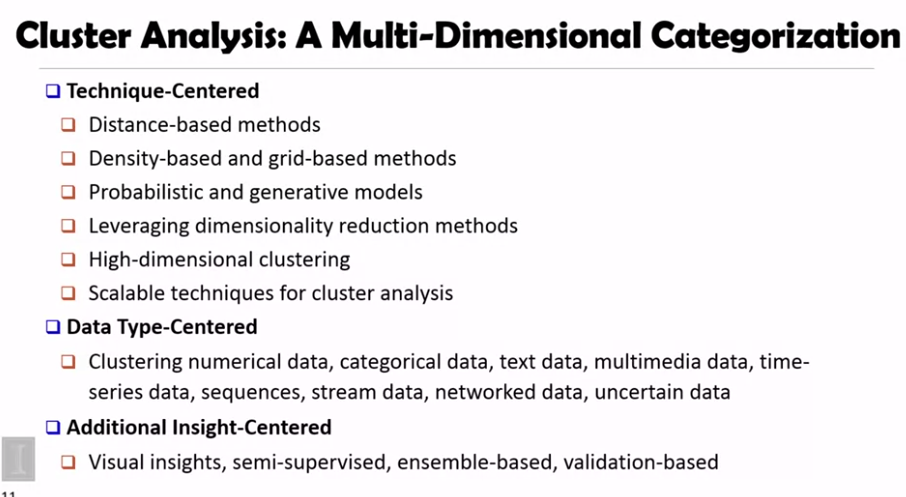 Cluster Analysis: A Multi-Dimensional Categorization
Technique-Centered
Distance-based methods
Density-based and grid-based methods
Probabilistic and generative models
Leveraging dimensionality reduction methods
High-dimensional clustering
Scalable techniques for cluster analysis
Data Type-Centered
Clustering numerical data, categorical data, text data, multimedia data, time-
series data, sequences, stream data, networked data, uncertain data
Additional Insight-Centered
Visual insights, semi-supervised, ensemble-based, validation-based
I
11